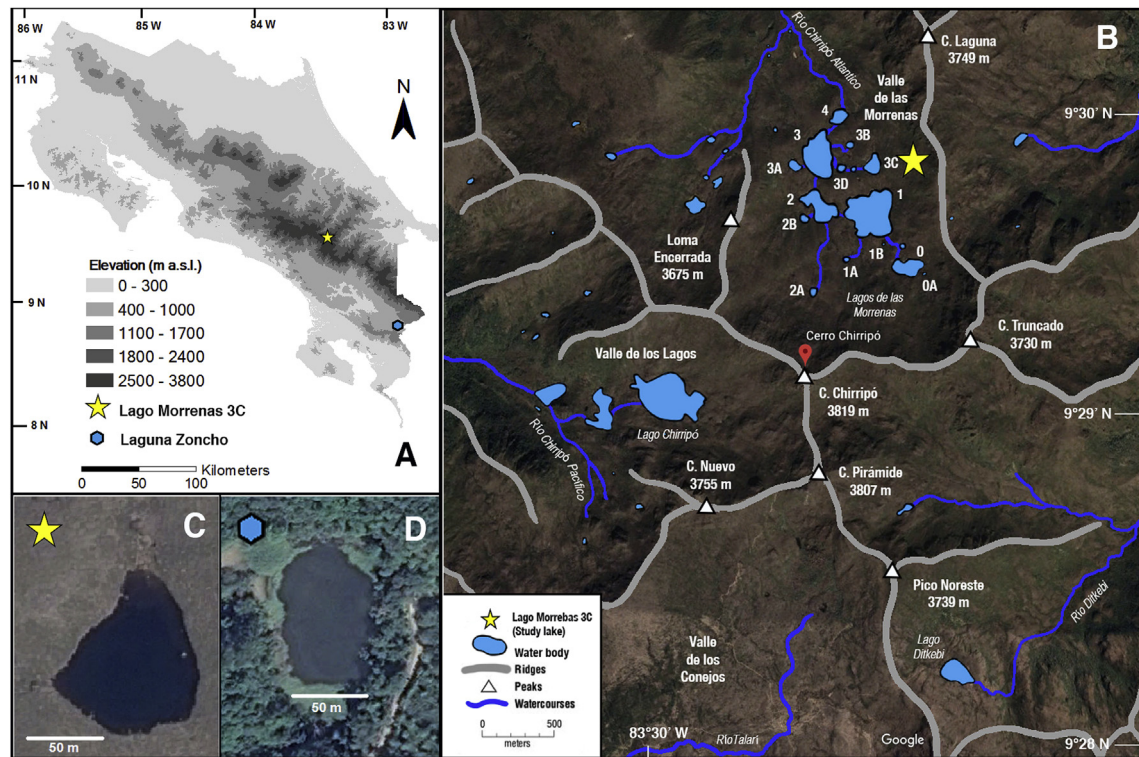 86 W
85 W
84 W
83 W
11 N
10 N
9 N
8 N
N
Elevation (m a.s.l.)
0 - 300
400 - 1000
1100 - 1700
1800 - 2400
2500 - 3800
Lago Morrenas 3C
Laguna Zoncho
Kilometers
0
50
100
A
C
50 m
D
50 m
B
Río Chirripó Atlantico
C. Laguna
3749 m
Valle
de las
Morrenas
9°30' N
4
3
3B
3A
3D
3C
2
2B
1
1B
0
1A
0A
2A
Loma
Encerrada
3675 m
Lagos de las
Morrenas
Cerro Chirripó
C. Truncado
3730 m
Valle de los Lagos
C. Chirripó
3819 m
9°29' N
Lago Chirripó
Río Chirripó Pacifico
C. Nuevo
3755 m
C. Pirámide
3807 m
Pico Noreste
3739 m
Río Ditkebi
Lago
Ditkebi
Valle
de los
Conejos
Lago Morrebas 3C
(Study lake)
Water body
Ridges
Peaks
Watercourses
0
500
meters
83°30' W
RíoTalari
Google
9°28' N